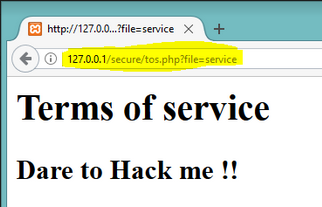 http://127.0.0...?file=service
127.0.0.1/secure/tos.php?file=service
Terms of service
Dare to Hack me !!